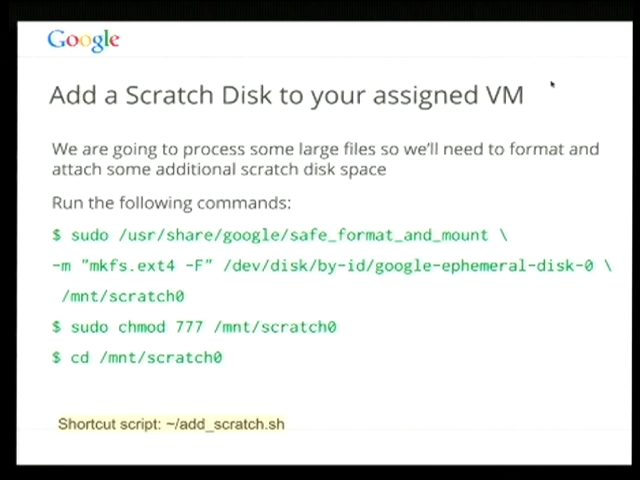 Google
Add a Scratch Disk to your assigned VM
We are going to process some large files so we'll need to format and
attach some additional scratch disk space
Run the following commands:
$ sudo /usr/share/google/safe_format_and_mount \
-m "mkfs.ext4 -F" /dev/disk/by-id/google-ephemeral-disk-0 \
/mnt/scratch0
$ sudo chmod 777 /mnt/scratch0
$ cd /mnt/scratch0
Shortcut script: ~/add_scratch.sh